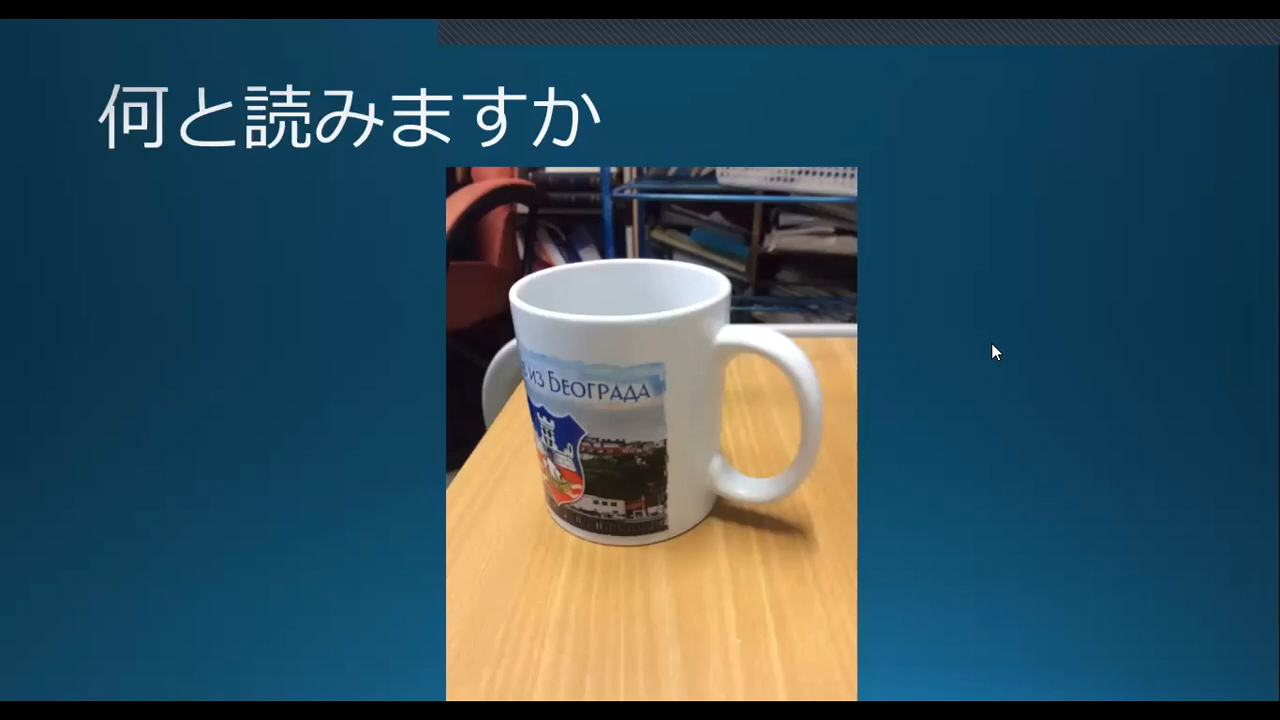 何と読みますか
из Београда